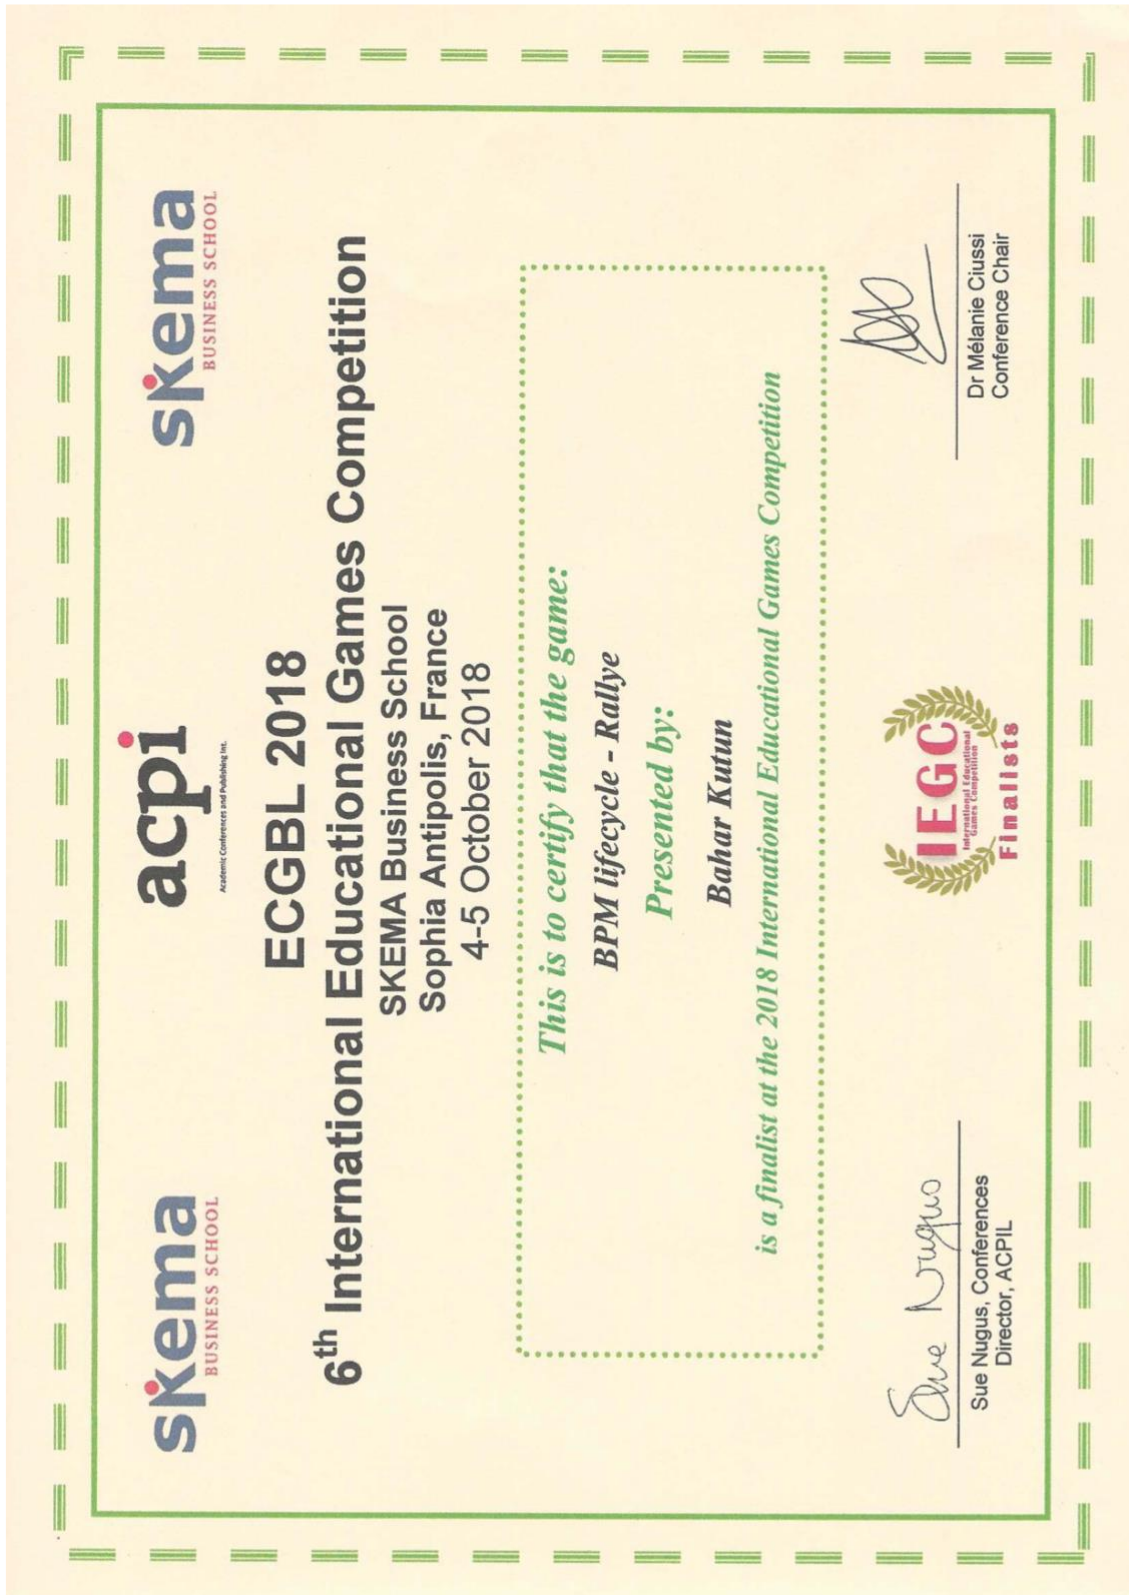 skema
BUSINESS SCHOOL
acpi
Academic Conferences and Publishing Inc.
skema
BUSINESS SCHOOL
ECGBL 2018
6th International Educational Games Competition
SKEMA Business School
Sophia Antipolis, France
4-5 October 2018
This is to certify that the game:
BPM lifecycle - Rallye
Presented by:
Bahar Kutun
is a finalist at the 2018 International Educational Games Competition
Sue Nugus
Sue Nugus, Conferences
Director, ACPIL
IEGC
International Educational
Games Competition
Finalists
Dr Mélanie Ciussi
Conference Chair